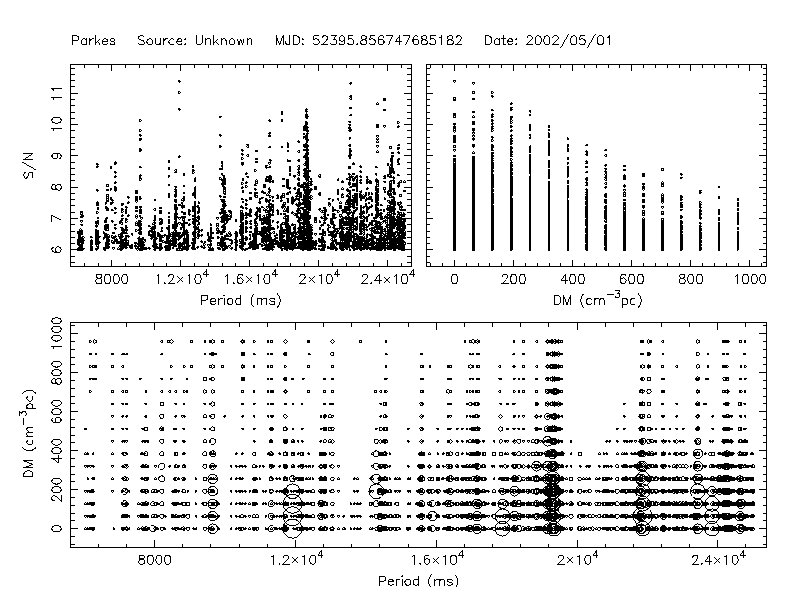 Parkes Source: Unknown MJD: 52395.856747685182 Date: 2002/05/01
S/N
11
10
9
8
7
6
8000 1.2×10⁴ 1.6×10⁴ 2×10⁴ 2.4×10⁴
Period (ms)
0 200 400 600 800 1000
DM (cm⁻³pc)
DM (cm⁻³pc)
1000
800
600
400
200
0
8000 1.2×10⁴ 1.6×10⁴ 2×10⁴ 2.4×10⁴
Period (ms)